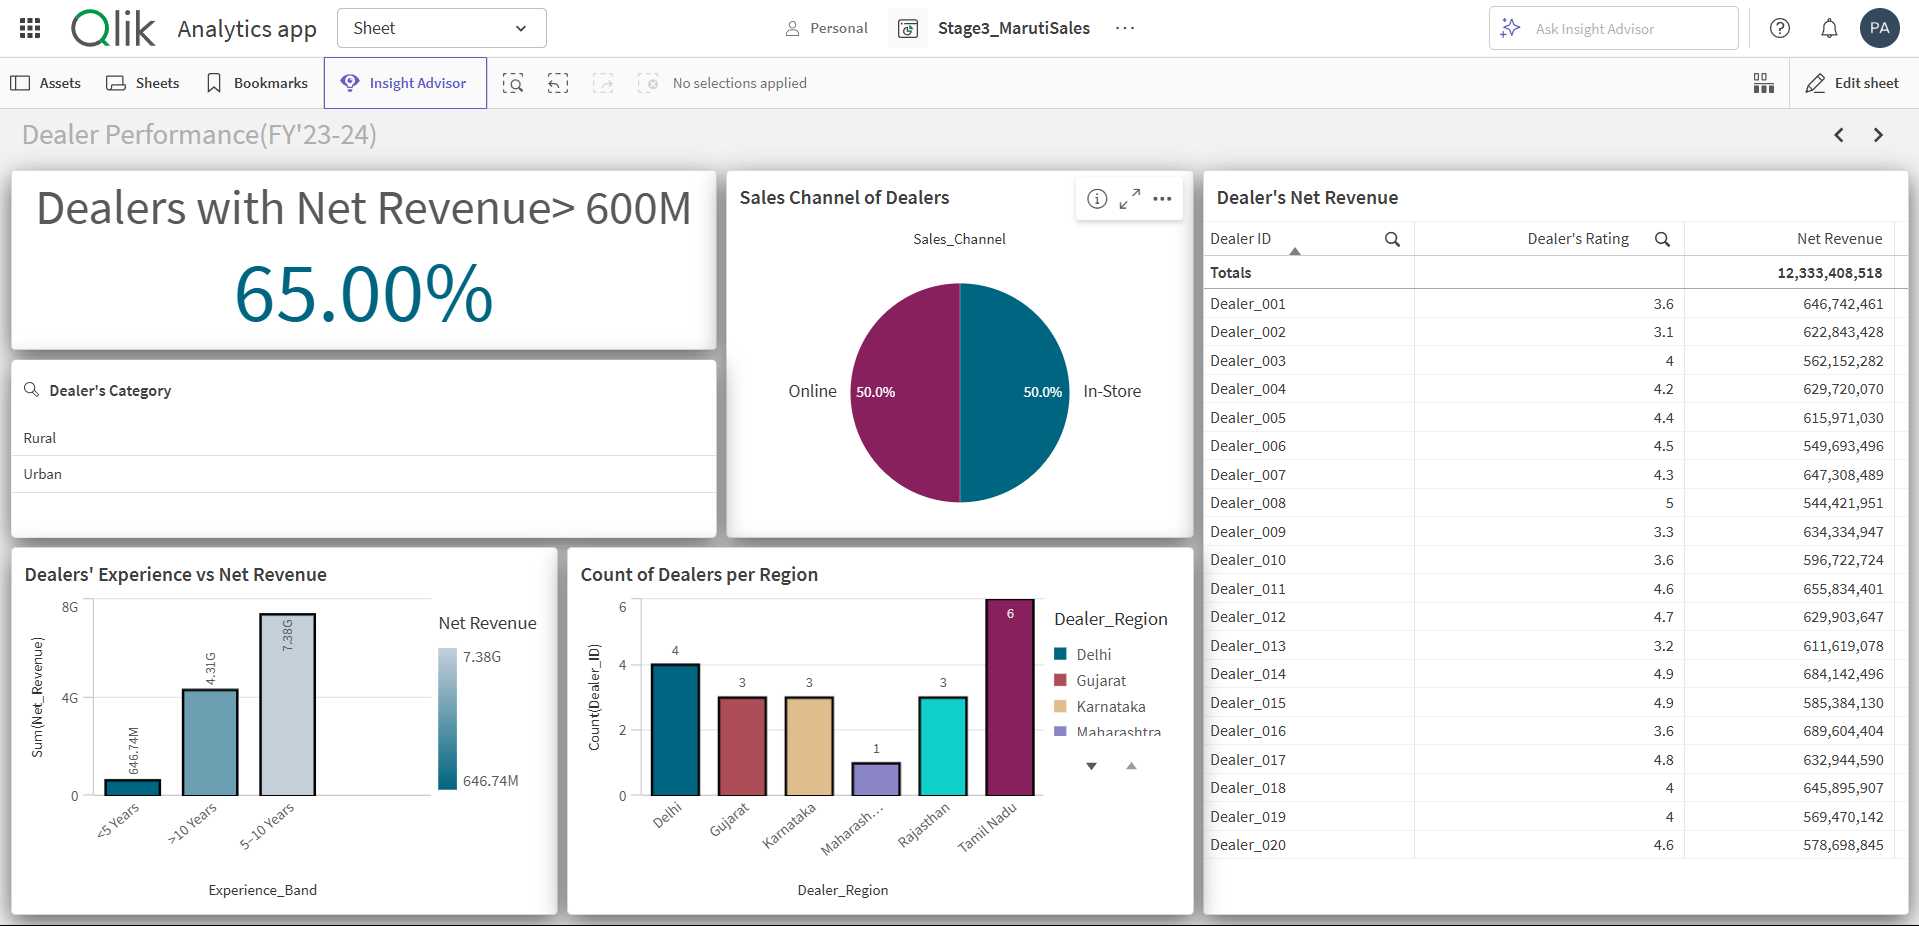 Qlik
Analytics app
Sheet
Personal
Stage3_MarutiSales
Ask Insight Advisor
PA
Assets
Sheets
Bookmarks
Insight Advisor
No selections applied
Edit sheet
Dealer Performance(FY'23-24)
Dealers with Net Revenue> 600M
65.00%
Dealer's Category
Rural
Urban
Sales Channel of Dealers
Sales_Channel
Online
50.0%
50.0%
In-Store
Dealers' Experience vs Net Revenue
Sum(Net_Revenue)
8G
4G
0
646.74M
4.31G
7.38G
<5 Years
>10 Years
5–10 Years
Experience_Band
Net Revenue
7.38G
646.74M
Count of Dealers per Region
Count(Dealer_ID)
6
4
2
0
4
3
3
1
3
6
Delhi
Gujarat
Karnataka
Maharash...
Rajasthan
Tamil Nadu
Dealer_Region
Dealer_Region
Delhi
Gujarat
Karnataka
Maharashtra
Dealer's Net Revenue
Dealer ID Dealer's Rating Net Revenue
Totals 12,333,408,518
Dealer_001 3.6 646,742,461
Dealer_002 3.1 622,843,428
Dealer_003 4 562,152,282
Dealer_004 4.2 629,720,070
Dealer_005 4.4 615,971,030
Dealer_006 4.5 549,693,496
Dealer_007 4.3 647,308,489
Dealer_008 5 544,421,951
Dealer_009 3.3 634,334,947
Dealer_010 3.6 596,722,724
Dealer_011 4.6 655,834,401
Dealer_012 4.7 629,903,647
Dealer_013 3.2 611,619,078
Dealer_014 4.9 684,142,496
Dealer_015 4.9 585,384,130
Dealer_016 3.6 689,604,404
Dealer_017 4.8 632,944,590
Dealer_018 4 645,895,907
Dealer_019 4 569,470,142
Dealer_020 4.6 578,698,845